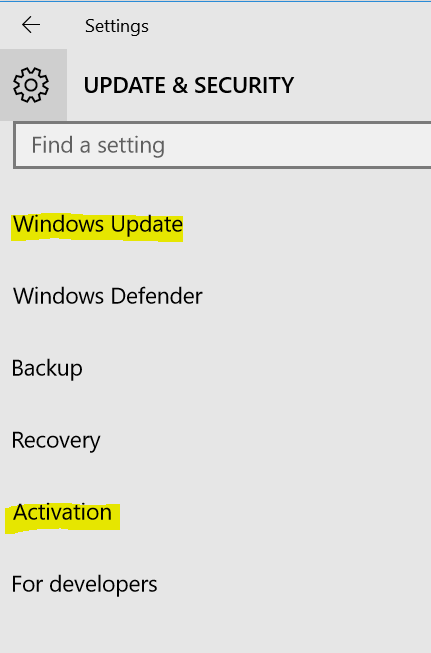 Settings
UPDATE & SECURITY
Find a setting
Windows Update
Windows Defender
Backup
Recovery
Activation
For developers